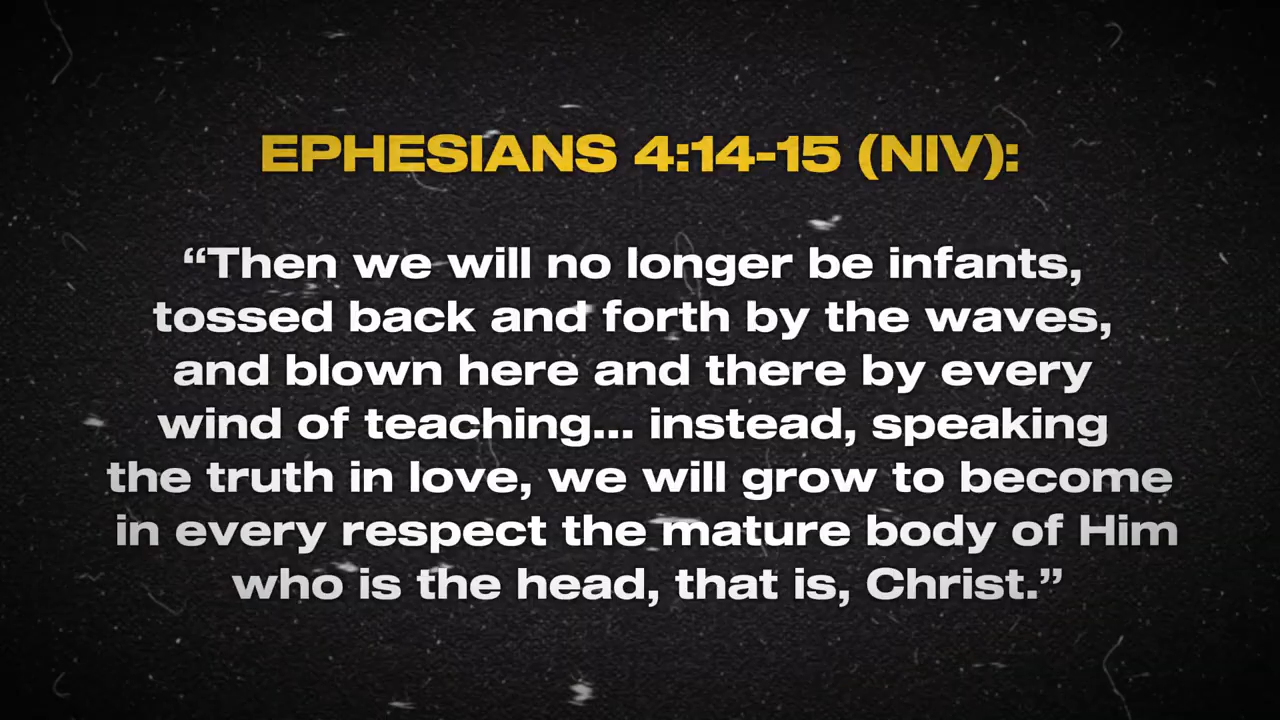 EPHESIANS 4:14-15 (NIV):
“Then we will no longer be infants,
tossed back and forth by the waves,
and blown here and there by every
wind of teaching... instead, speaking
the truth in love, we will grow to become
in every respect the mature body of Him
who is the head, that is, Christ.”